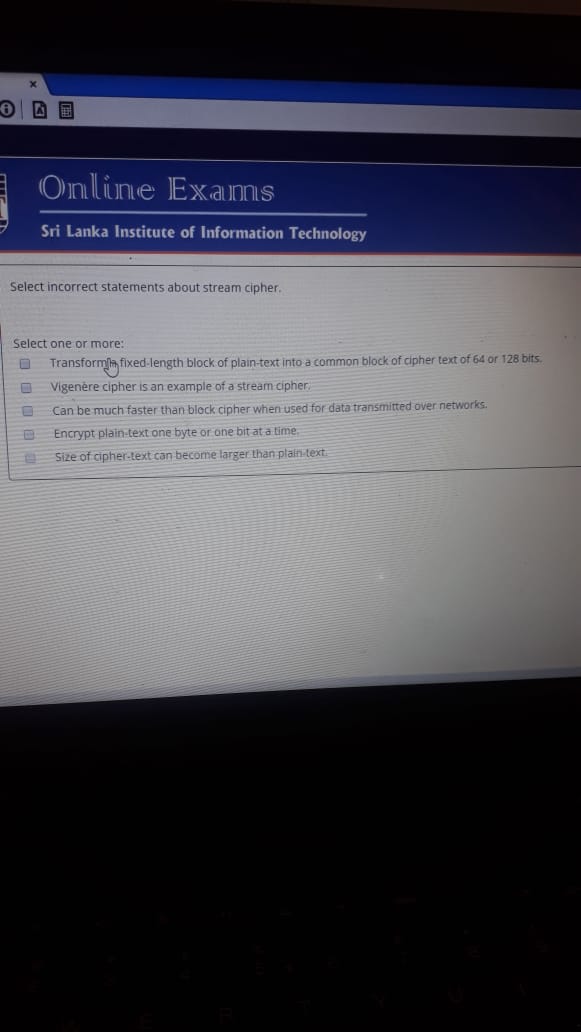 Online Exams
Sri Lanka Institute of Information Technology
Select incorrect statements about stream cipher.
Select one or more:
fixed-length block of plain-text into a common block of cipher text of 64 or 128 bits.
Vigenère cipher is an example of a stream cipher.
Can be much faster than block cipher when used for data transmitted over networks.
Encrypt plain-text one byte or one bit at a time.
Size of cipher-text can become larger than plain-text.